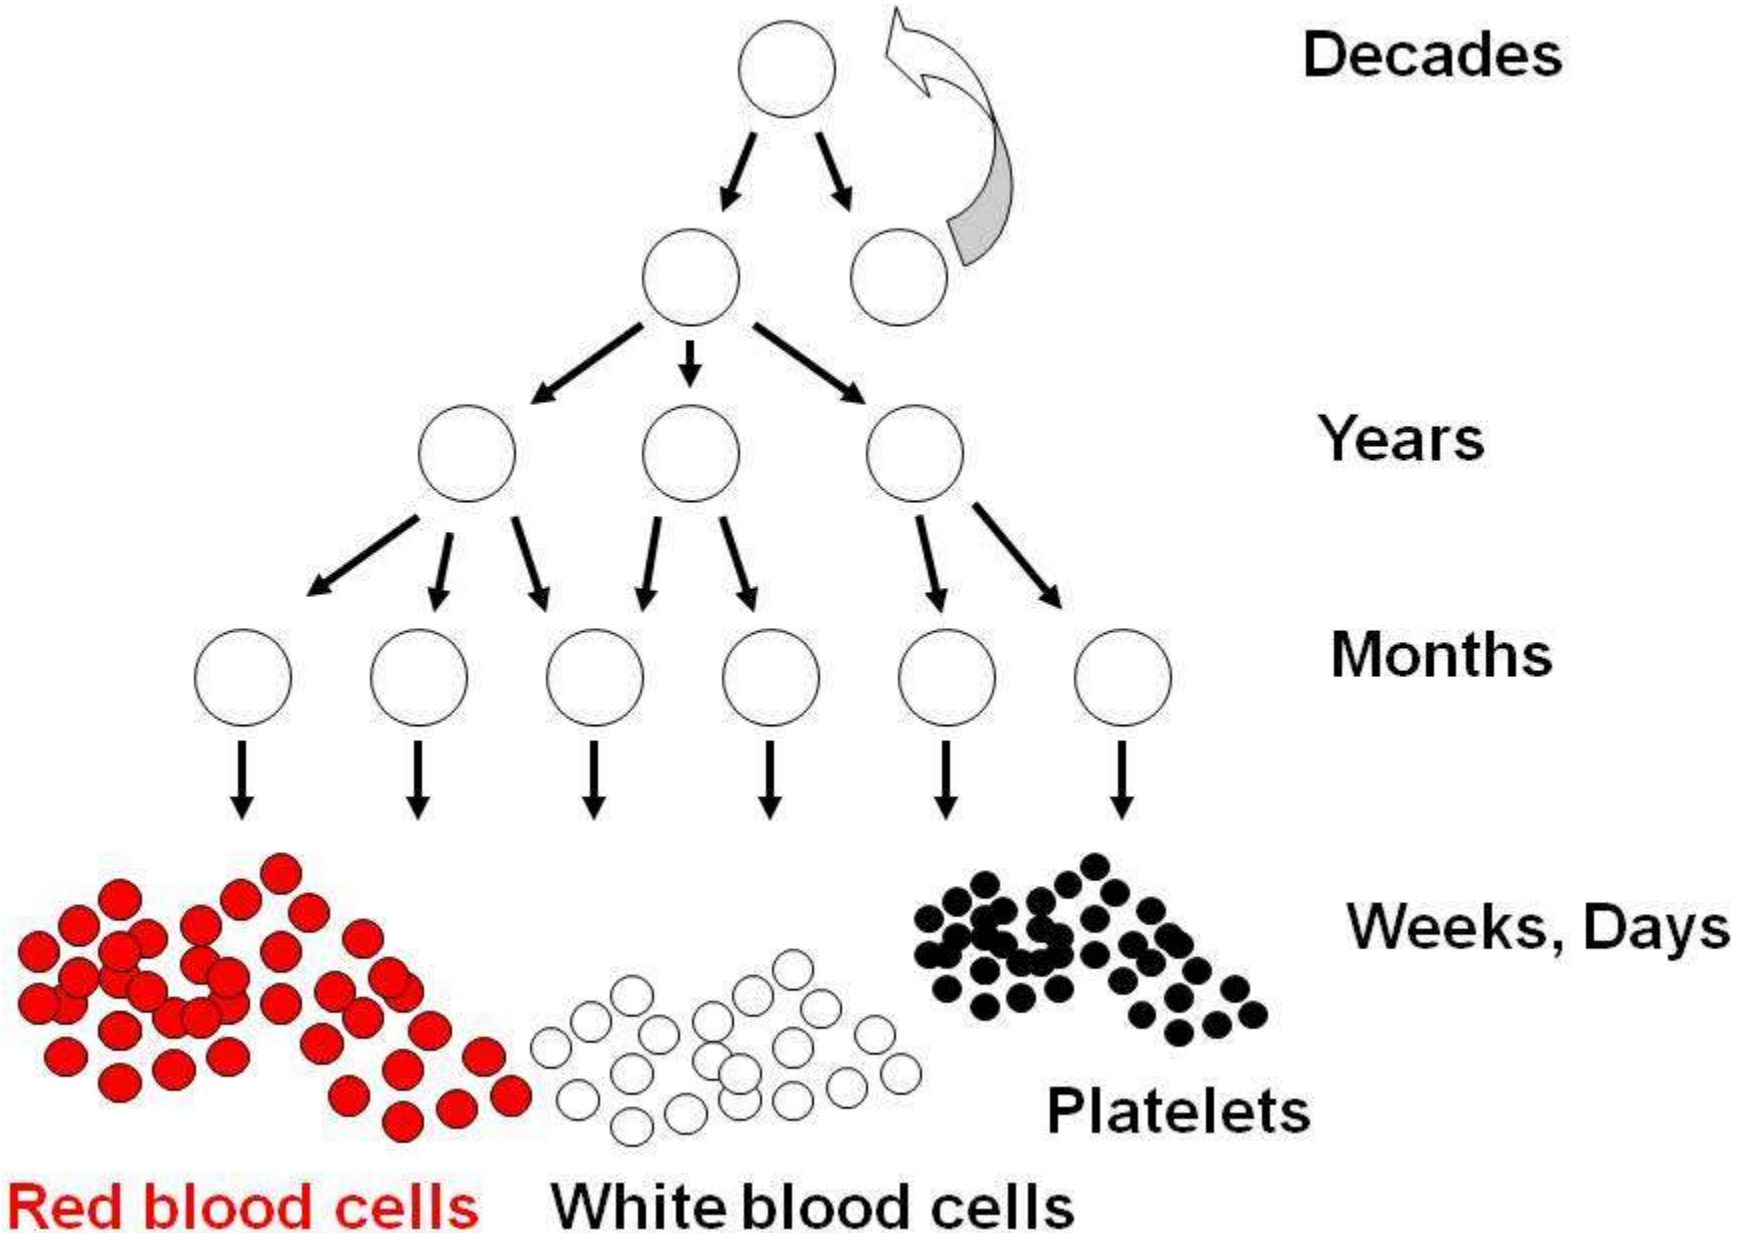 Decades
Years
Months
Weeks, Days
Platelets
Red blood cells
White blood cells